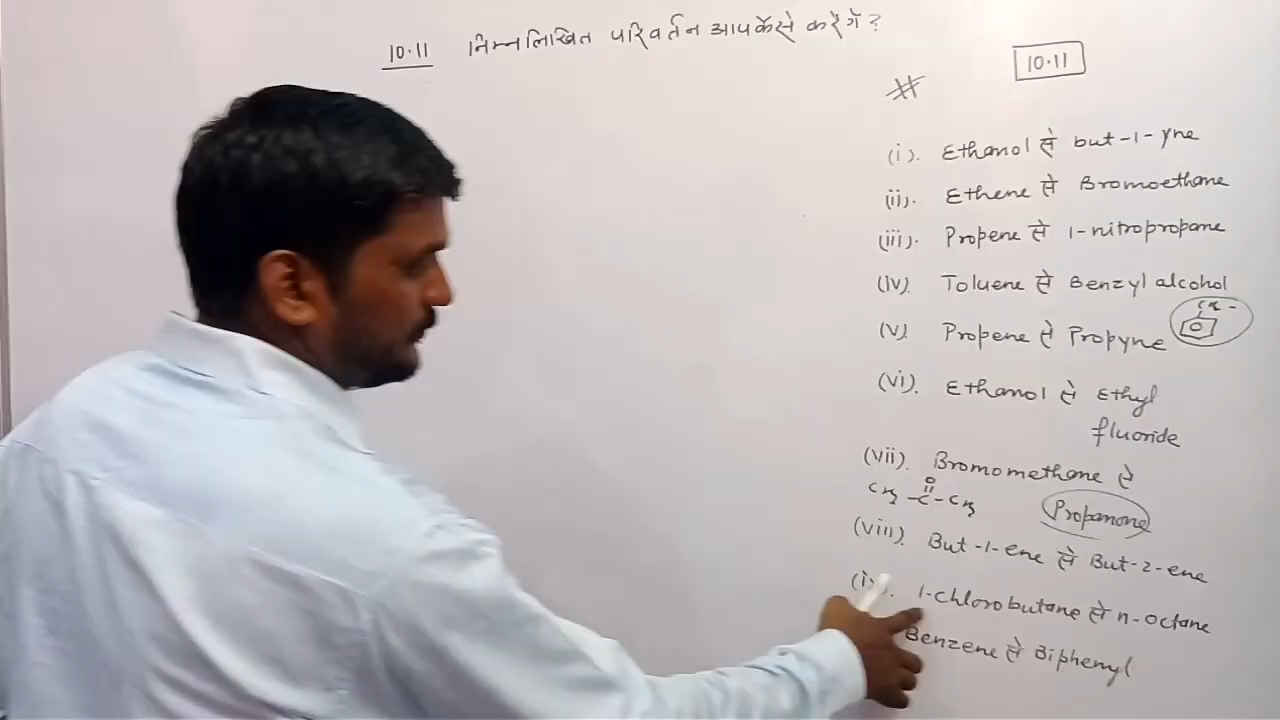 10.11 निम्नलिखित परिवर्तन आप कैसे करेंगे?
# 10.11
(i). Ethanol से but-1-yne
(ii). Ethene से Bromoethane
(iii). Propene से 1-nitropropane
(iv). Toluene से Benzyl alcohol
(v). Propene से Propyne
(vi). Ethanol से Ethyl
fluoride
(vii). Bromomethane से
CH3-C-CH3 Propanone
O
(viii). But-1-ene से But-2-ene
1-chlorobutane से n-octane
Benzene से Biphenyl